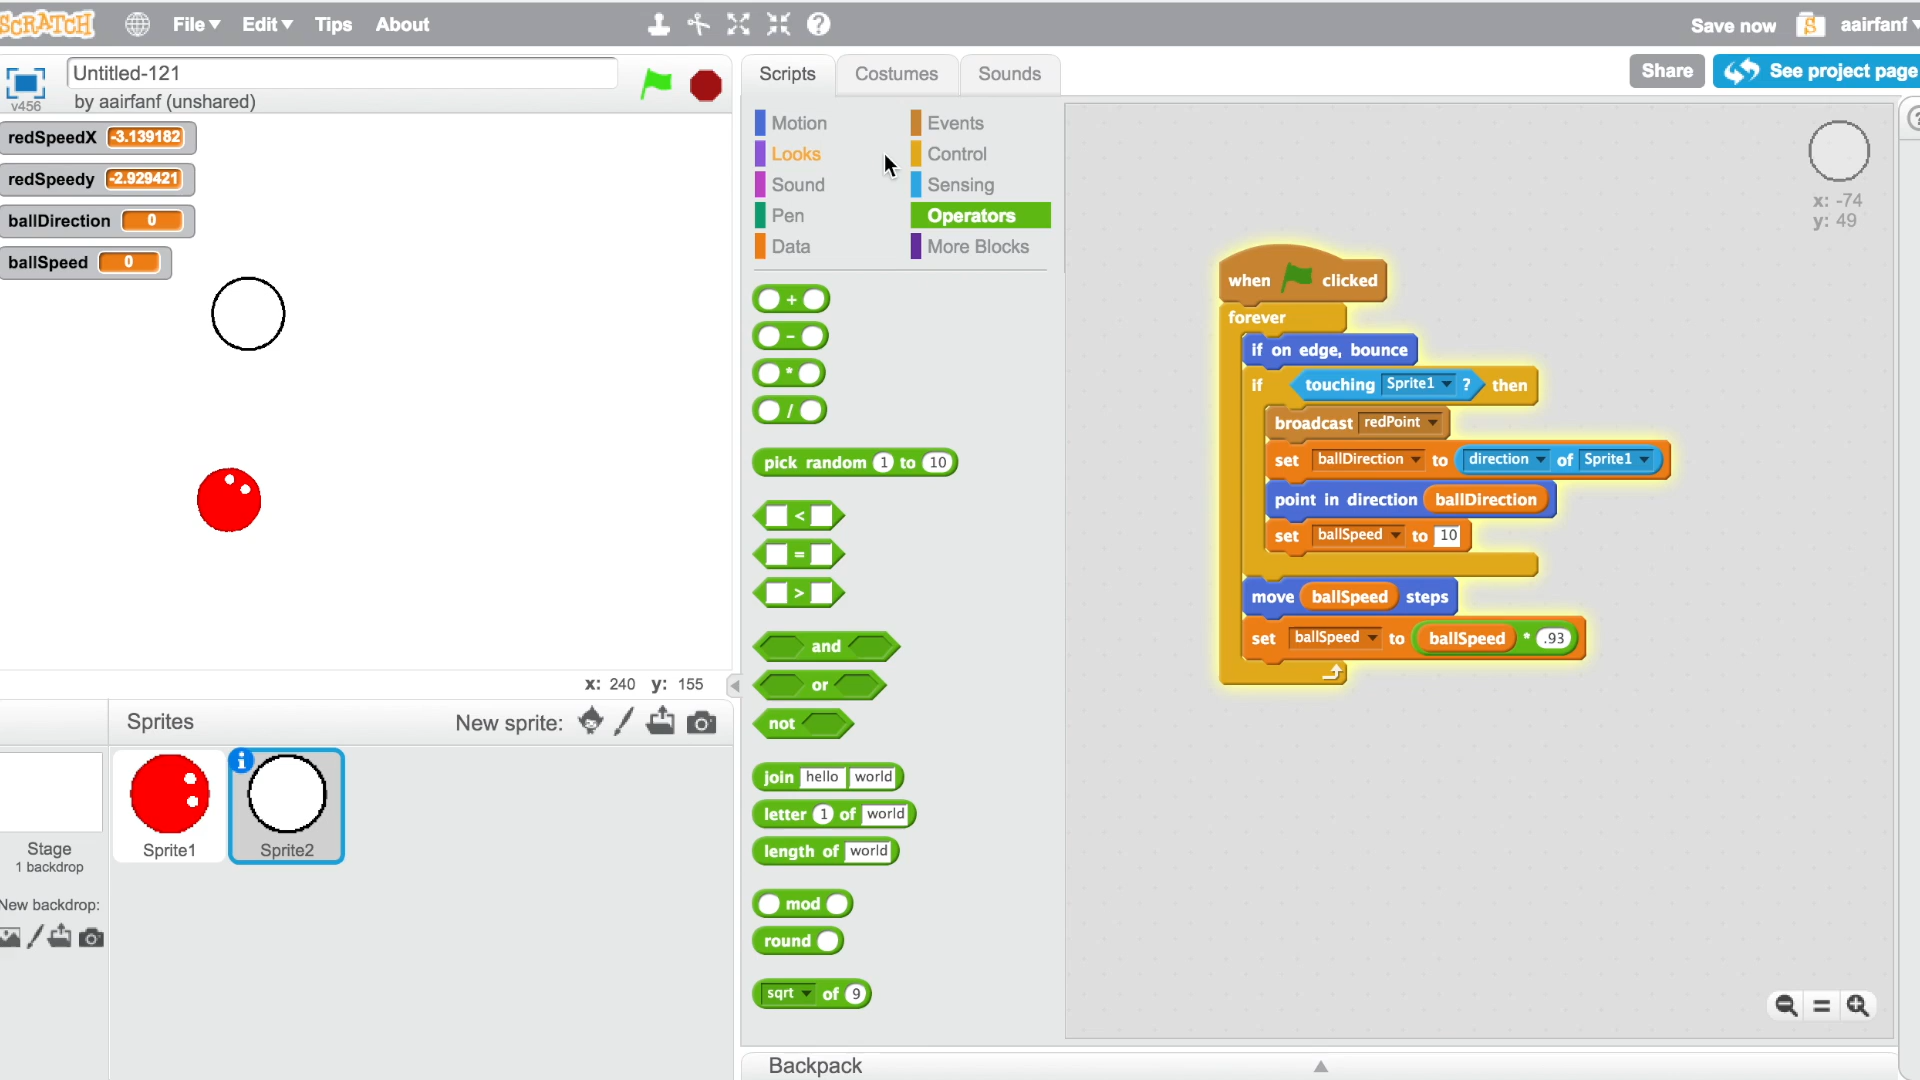 SCRATCH File Edit Tips About Save now aairfanf
Untitled-121
by aairfanf (unshared)
v456
Scripts Costumes Sounds
Share See project page
redSpeedX -3.139182
redSpeedy -2.929421
ballDirection 0
ballSpeed 0
x: 240 y: 155
Sprites New sprite:
Sprite1
Sprite2
Stage
1 backdrop
New backdrop:
Motion Events
Looks Control
Sound Sensing
Pen Operators
Data More Blocks
+
-
*
/
pick random 1 to 10
<
=
>
and
or
not
join hello world
letter 1 of world
length of world
mod
round
sqrt of 9
x: -74
y: 49
when clicked
forever
if on edge, bounce
if touching Sprite1 ? then
broadcast redPoint
set ballDirection to direction of Sprite1
point in direction ballDirection
set ballSpeed to 10
move ballSpeed steps
set ballSpeed to ballSpeed * .93
Backpack